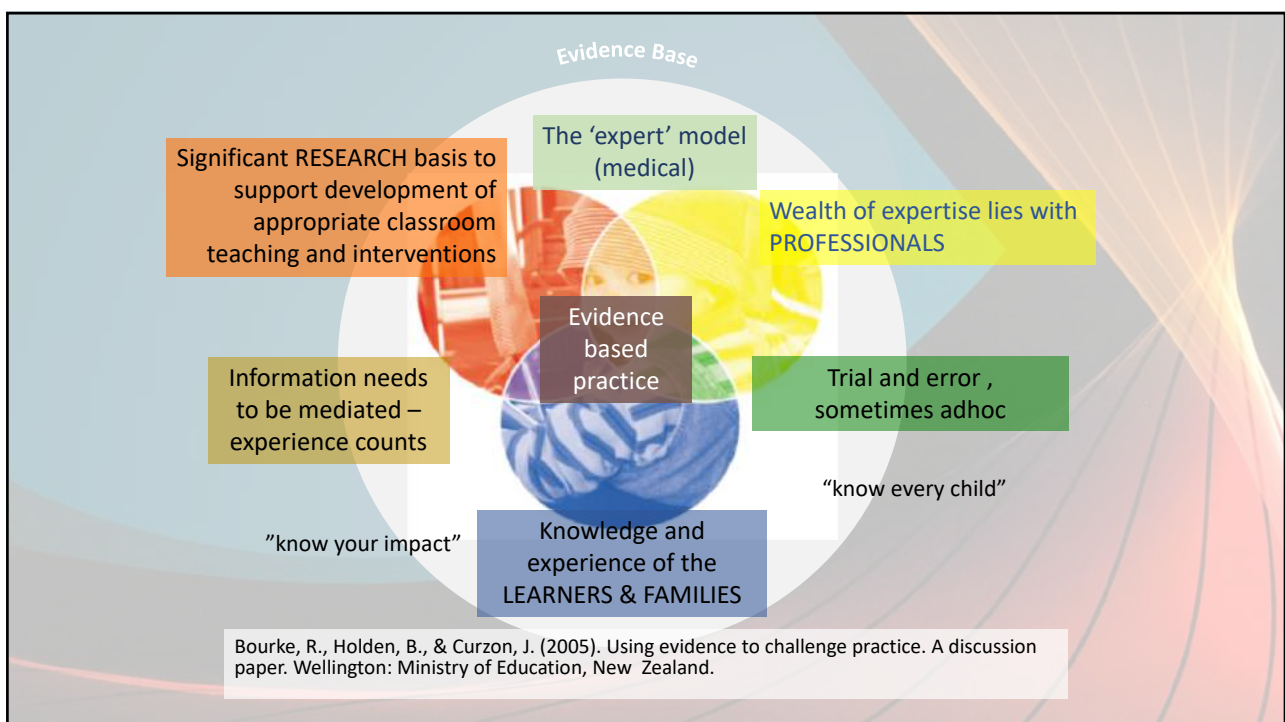 Evidence Base
The ‘expert’ model
(medical)
Significant RESEARCH basis to
support development of
appropriate classroom
teaching and interventions
Wealth of expertise lies with
PROFESSIONALS
Evidence
based
practice
Information needs
to be mediated –
experience counts
Trial and error ,
sometimes adhoc
“know every child”
”know your impact”
Knowledge and
experience of the
LEARNERS & FAMILIES
Bourke, R., Holden, B., & Curzon, J. (2005). Using evidence to challenge practice. A discussion
paper. Wellington: Ministry of Education, New Zealand.